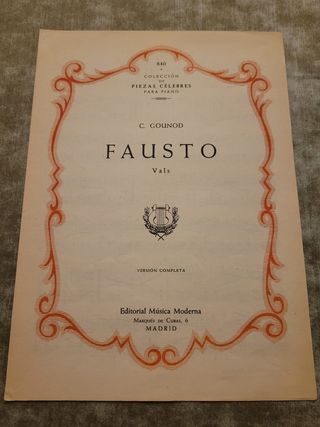 840
COLECCIÓN
DE
PIEZAS CÉLEBRES
PARA PIANO
C. GOUNOD
FAUSTO
Vals
VERSIÓN COMPLETA
Editorial Música Moderna
MARQUÉS DE CUBAS, 6
MADRID